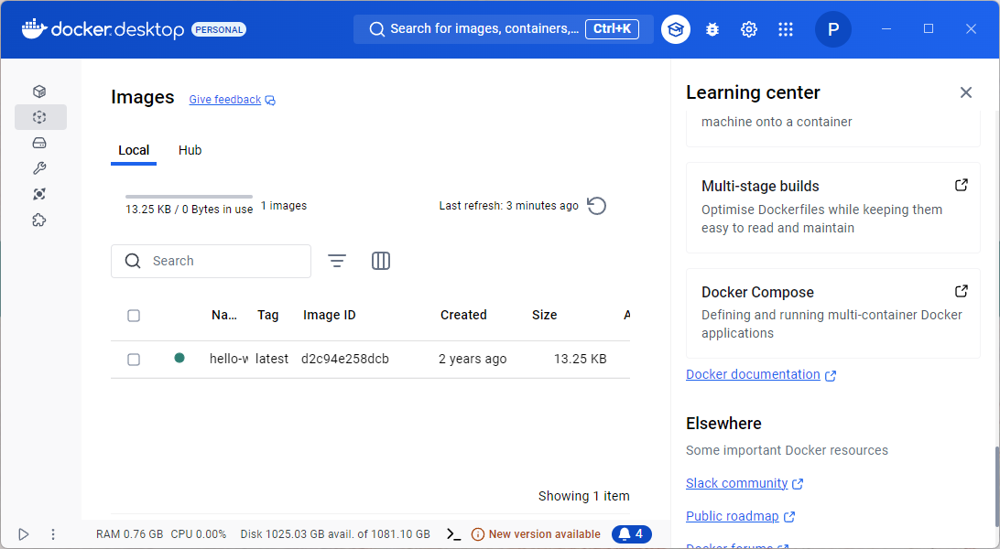 docker.desktop PERSONAL Search for images, containers,... Ctrl+K P
Images Give feedback
Local Hub
13.25 KB / 0 Bytes in use 1 images Last refresh: 3 minutes ago
Search
Na... Tag Image ID Created Size A
hello-w latest d2c94e258dcb 2 years ago 13.25 KB
Showing 1 item
Learning center
machine onto a container
Multi-stage builds
Optimise Dockerfiles while keeping them
easy to read and maintain
Docker Compose
Defining and running multi-container Docker
applications
Docker documentation
Elsewhere
Some important Docker resources
Slack community
Public roadmap
Docker forums
RAM 0.76 GB CPU 0.00% Disk 1025.03 GB avail. of 1081.10 GB New version available 4